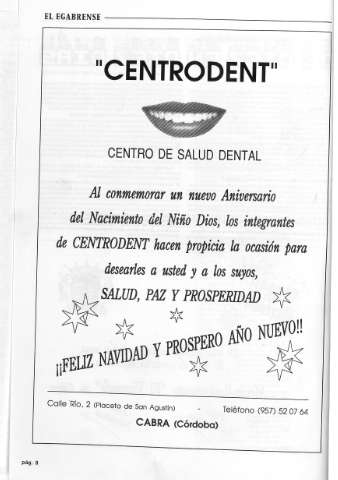 EL EGABRENSE
"CENTRODENT"
CENTRO DE SALUD DENTAL
Al conmemorar un nuevo Aniversario
del Nacimiento del Niño Dios, los integrantes
de CENTRODENT hacen propicia la ocasión para
desearles a usted y a los suyos,
SALUD, PAZ Y PROSPERIDAD
¡¡FELIZ NAVIDAD Y PROSPERO AÑO NUEVO!!
Calle Río, 2 (Placeta de San Agustín) - Teléfono (957) 52 07 64
CABRA (Córdoba)
pág. 8